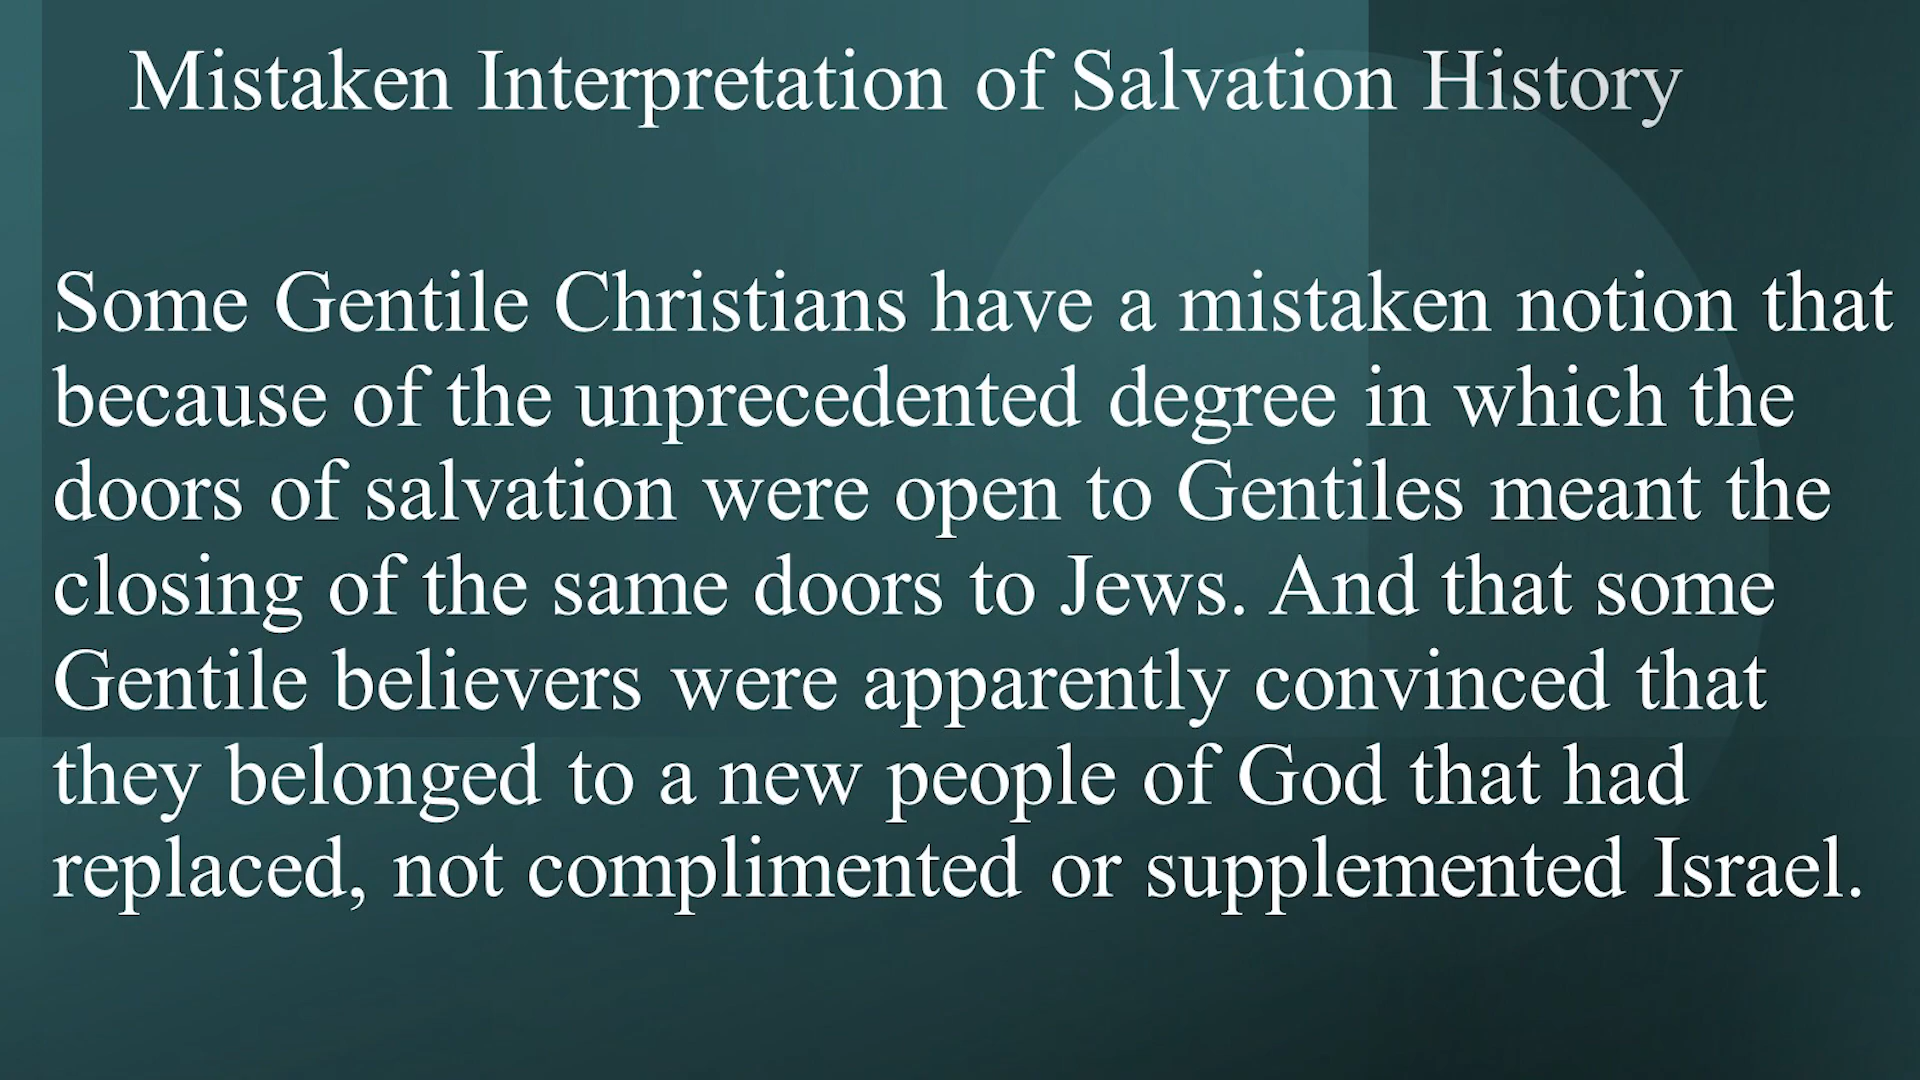 Mistaken Interpretation of Salvation History
Some Gentile Christians have a mistaken notion that
because of the unprecedented degree in which the
doors of salvation were open to Gentiles meant the
closing of the same doors to Jews. And that some
Gentile believers were apparently convinced that
they belonged to a new people of God that had
replaced, not complimented or supplemented Israel.